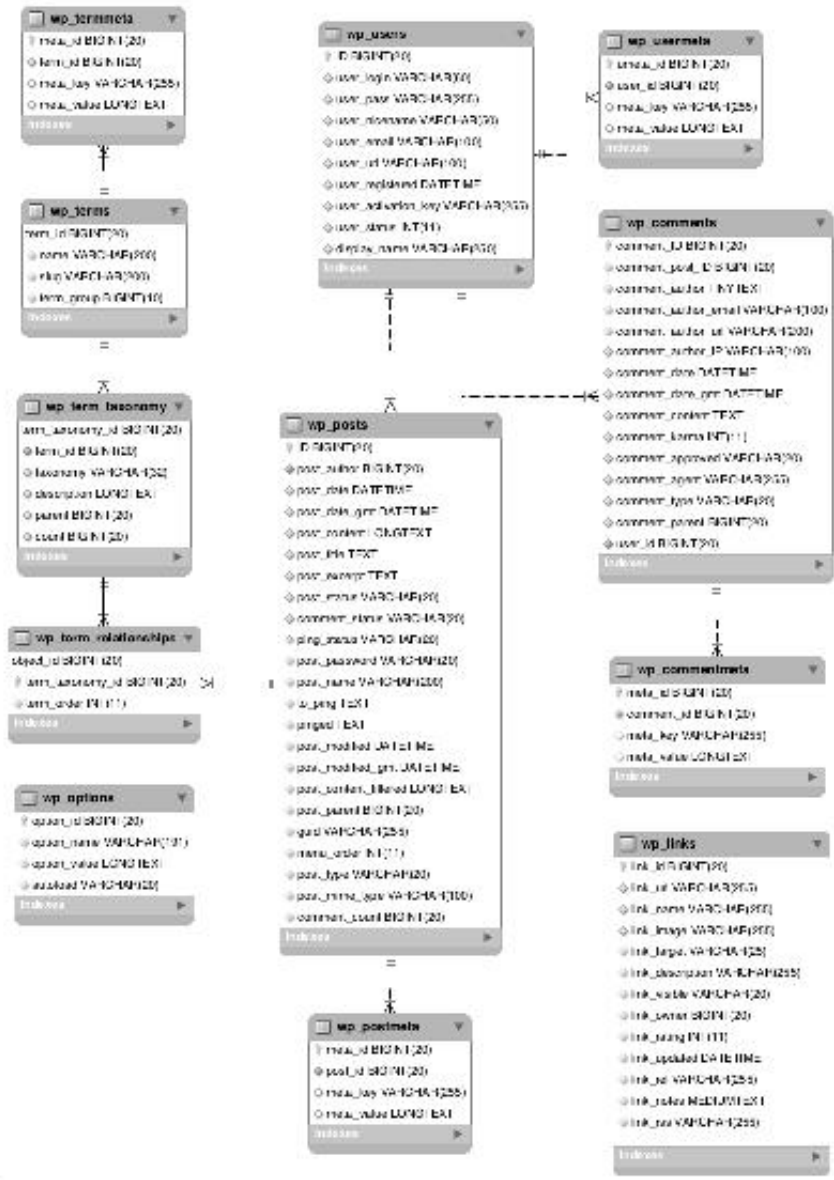 wp_termmeta
meta_id BIGINT(20)
term_id BIGINT(20)
meta_key VARCHAR(255)
meta_value LONGTEXT
Indexes
wp_terms
term_id BIGINT(20)
name VARCHAR(200)
slug VARCHAR(200)
term_group BIGINT(10)
Indexes
wp_term_taxonomy
term_taxonomy_id BIGINT(20)
term_id BIGINT(20)
taxonomy VARCHAR(32)
description LONGTEXT
parent BIGINT(20)
count BIGINT(20)
Indexes
wp_term_relationships
object_id BIGINT(20)
term_taxonomy_id BIGINT(20)
term_order INT(11)
Indexes
wp_options
option_id BIGINT(20)
option_name VARCHAR(191)
option_value LONGTEXT
autoload VARCHAR(20)
Indexes
wp_users
ID BIGINT(20)
user_login VARCHAR(60)
user_pass VARCHAR(255)
user_nicename VARCHAR(50)
user_email VARCHAR(100)
user_url VARCHAR(100)
user_registered DATETIME
user_activation_key VARCHAR(255)
user_status INT(11)
display_name VARCHAR(250)
Indexes
wp_posts
ID BIGINT(20)
post_author BIGINT(20)
post_date DATETIME
post_date_gmt DATETIME
post_content LONGTEXT
post_title TEXT
post_excerpt TEXT
post_status VARCHAR(20)
comment_status VARCHAR(20)
ping_status VARCHAR(20)
post_password VARCHAR(20)
post_name VARCHAR(200)
to_ping TEXT
pinged TEXT
post_modified DATETIME
post_modified_gmt DATETIME
post_content_filtered LONGTEXT
post_parent BIGINT(20)
guid VARCHAR(255)
menu_order INT(11)
post_type VARCHAR(20)
post_mime_type VARCHAR(100)
comment_count BIGINT(20)
Indexes
wp_postmeta
meta_id BIGINT(20)
post_id BIGINT(20)
meta_key VARCHAR(255)
meta_value LONGTEXT
Indexes
wp_usermeta
umeta_id BIGINT(20)
user_id BIGINT(20)
meta_key VARCHAR(255)
meta_value LONGTEXT
Indexes
wp_comments
comment_ID BIGINT(20)
comment_post_ID BIGINT(20)
comment_author TINYTEXT
comment_author_email VARCHAR(100)
comment_author_url VARCHAR(200)
comment_author_IP VARCHAR(100)
comment_date DATETIME
comment_date_gmt DATETIME
comment_content TEXT
comment_karma INT(11)
comment_approved VARCHAR(20)
comment_agent VARCHAR(255)
comment_type VARCHAR(20)
comment_parent BIGINT(20)
user_id BIGINT(20)
Indexes
wp_commentmeta
meta_id BIGINT(20)
comment_id BIGINT(20)
meta_key VARCHAR(255)
meta_value LONGTEXT
Indexes
wp_links
link_id BIGINT(20)
link_url VARCHAR(255)
link_name VARCHAR(255)
link_image VARCHAR(255)
link_target VARCHAR(25)
link_description VARCHAR(255)
link_visible VARCHAR(20)
link_owner BIGINT(20)
link_rating INT(11)
link_updated DATETIME
link_rel VARCHAR(255)
link_notes MEDIUMTEXT
link_rss VARCHAR(255)
Indexes